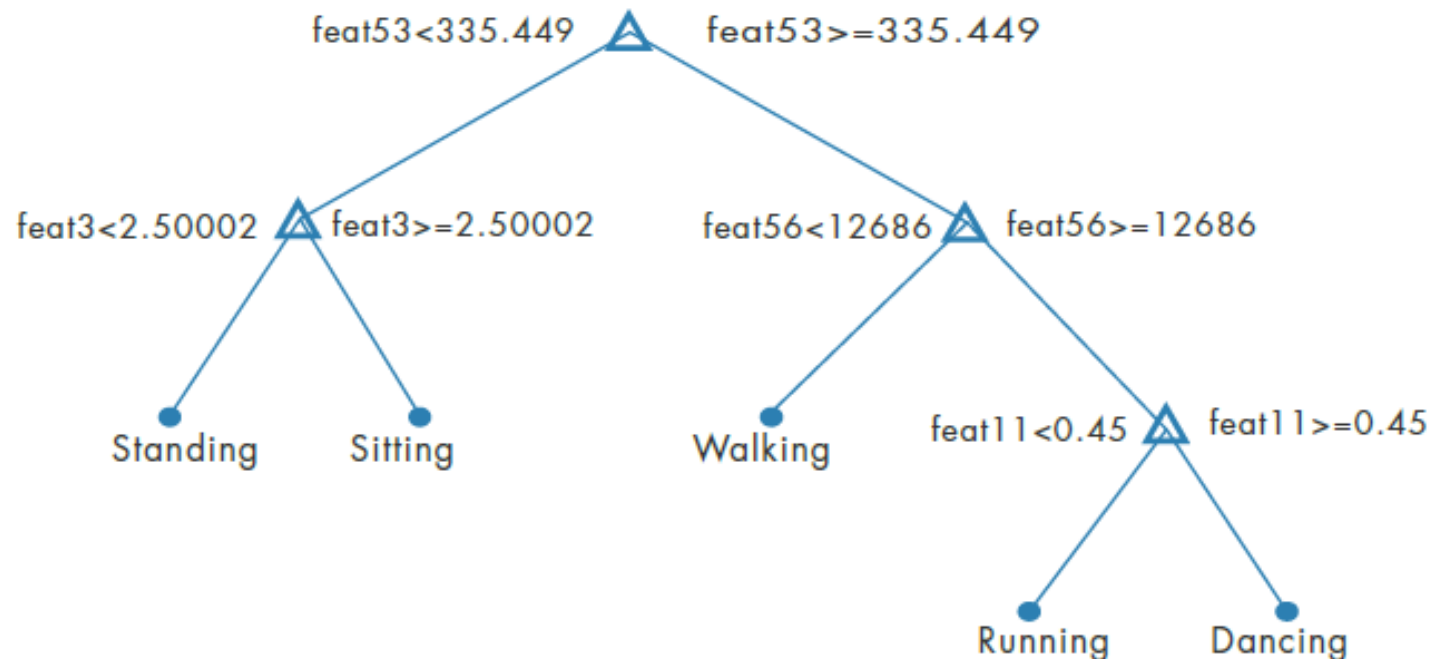 feat53<335.449
feat53>=335.449
feat3<2.50002
feat3>=2.50002
feat56<12686
feat56>=12686
Standing
Sitting
Walking
feat11<0.45
feat11>=0.45
Running
Dancing